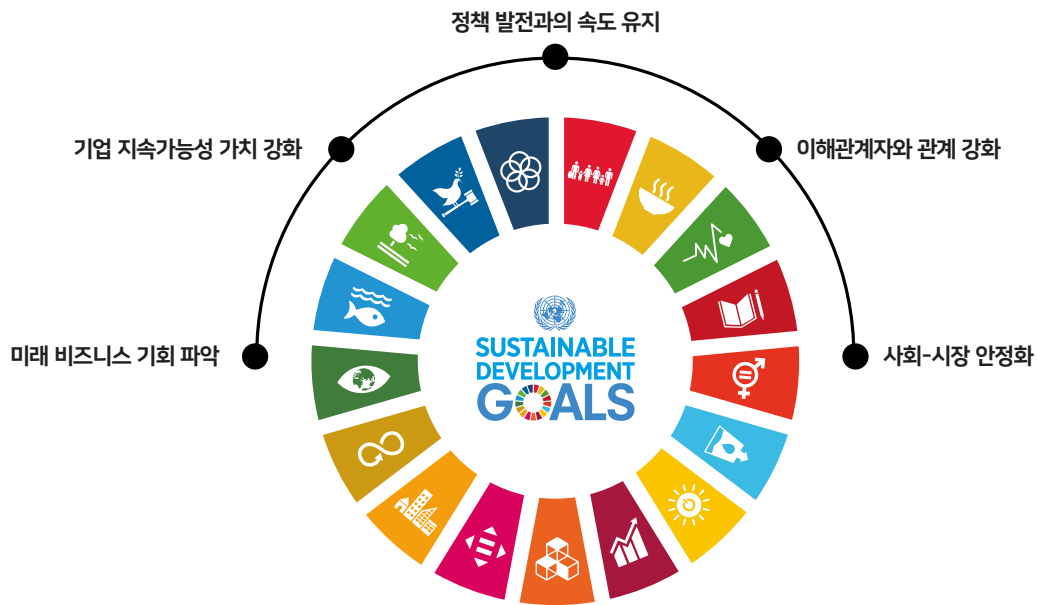 정책 발전과의 속도 유지
기업 지속가능성 가치 강화
이해관계자와 관계 강화
미래 비즈니스 기회 파악
사회-시장 안정화
SUSTAINABLE
DEVELOPMENT
GOALS